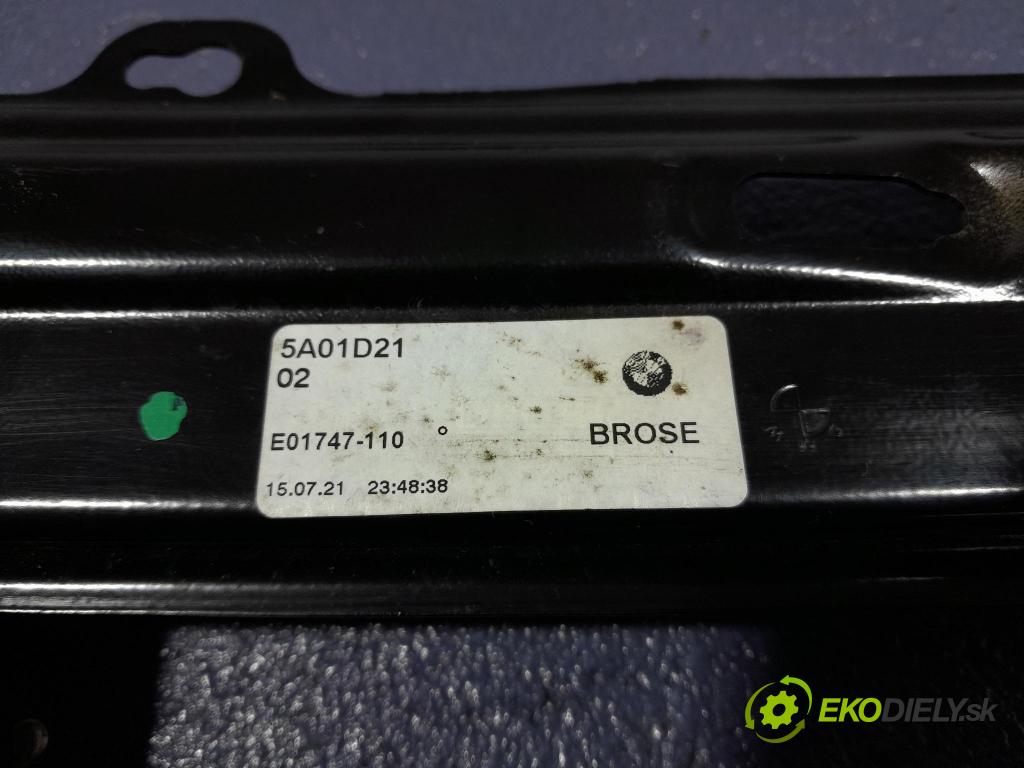 5A01D21
02
E01747-110 °
BROSE
15.07.21 23:48:38
EKODIELY.sk